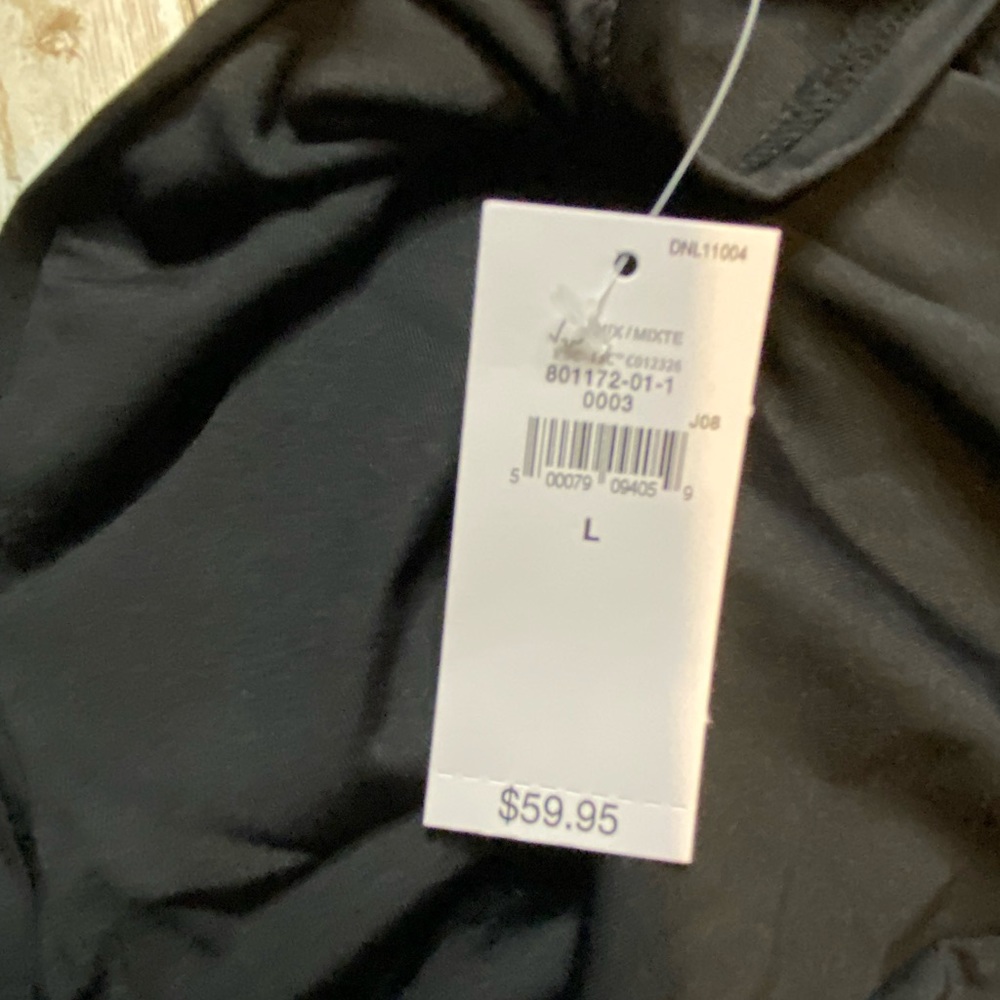 DNL11004
MIX / MIXTE
C012326
801172-01-1
0003
J08
5 00079 09405 9
L
$59.95